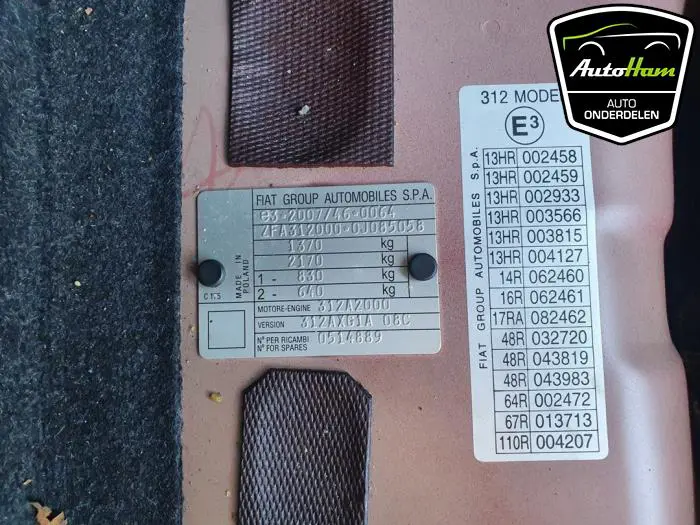 AutoHam
AUTO
ONDERDELEN
FIAT GROUP AUTOMOBILES S.P.A.
e3-2007/46-0064
ZFA312000-0J085058
1370 kg
2170 kg
1 - 830 kg
2 - 640 kg
MADE IN
POLAND
MOTORE-ENGINE 312A2000
VERSION 312AXG1A 08C
N° PER RICAMBI
N° FOR SPARES
0514889
312 MODE
E3
FIAT GROUP AUTOMOBILES S.p.A.
13HR 002458
13HR 002459
13HR 002933
13HR 003566
13HR 003815
13HR 004127
14R 062460
16R 062461
17RA 082462
48R 032720
48R 043819
48R 043983
64R 002472
67R 013713
110R 004207